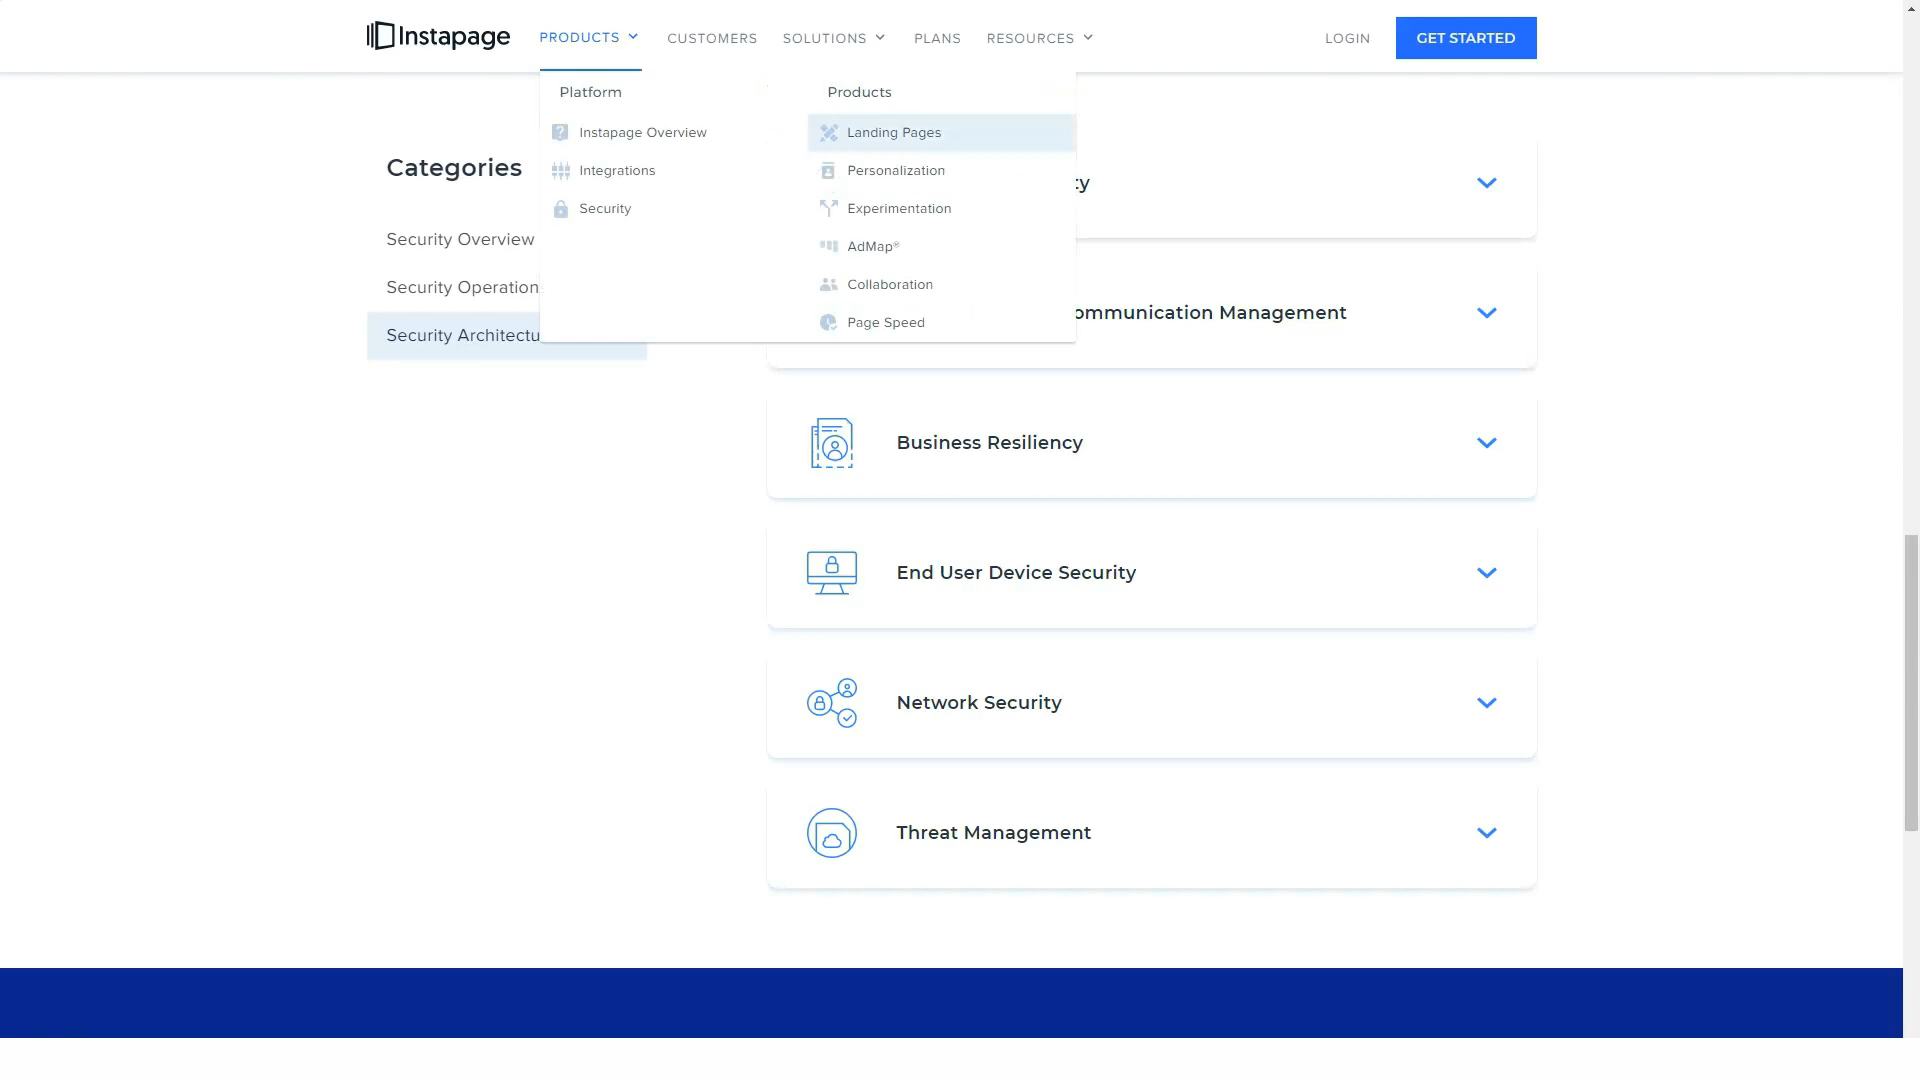 Instapage
PRODUCTS
CUSTOMERS
SOLUTIONS
PLANS
RESOURCES
LOGIN
GET STARTED
Platform
Instapage Overview
Integrations
Security
Products
Landing Pages
Personalization
Experimentation
AdMap®
Collaboration
Page Speed
Categories
Security Overview
Security Operation
Security Architectu
ty
ommunication Management
Business Resiliency
End User Device Security
Network Security
Threat Management